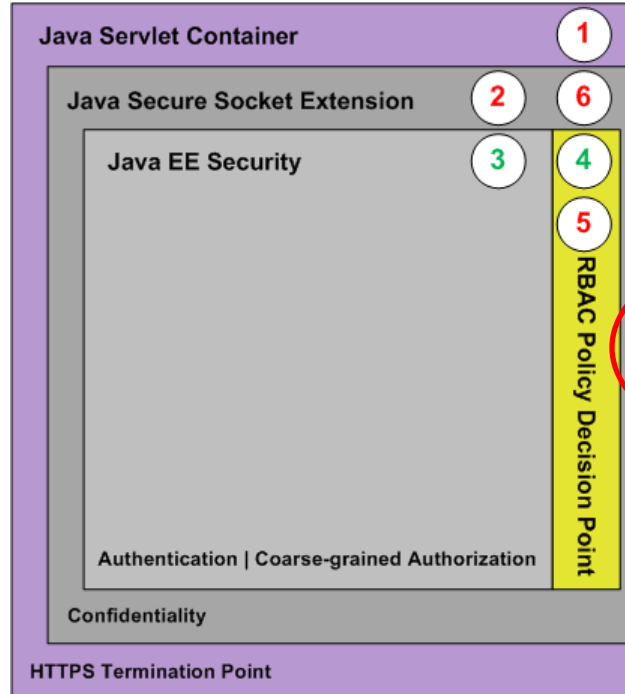 Java Servlet Container 1
Java Secure Socket Extension 2 6
Java EE Security 3 4
5
RBAC Policy Decision Point
Authentication | Coarse-grained Authorization
Confidentiality
HTTPS Termination Point